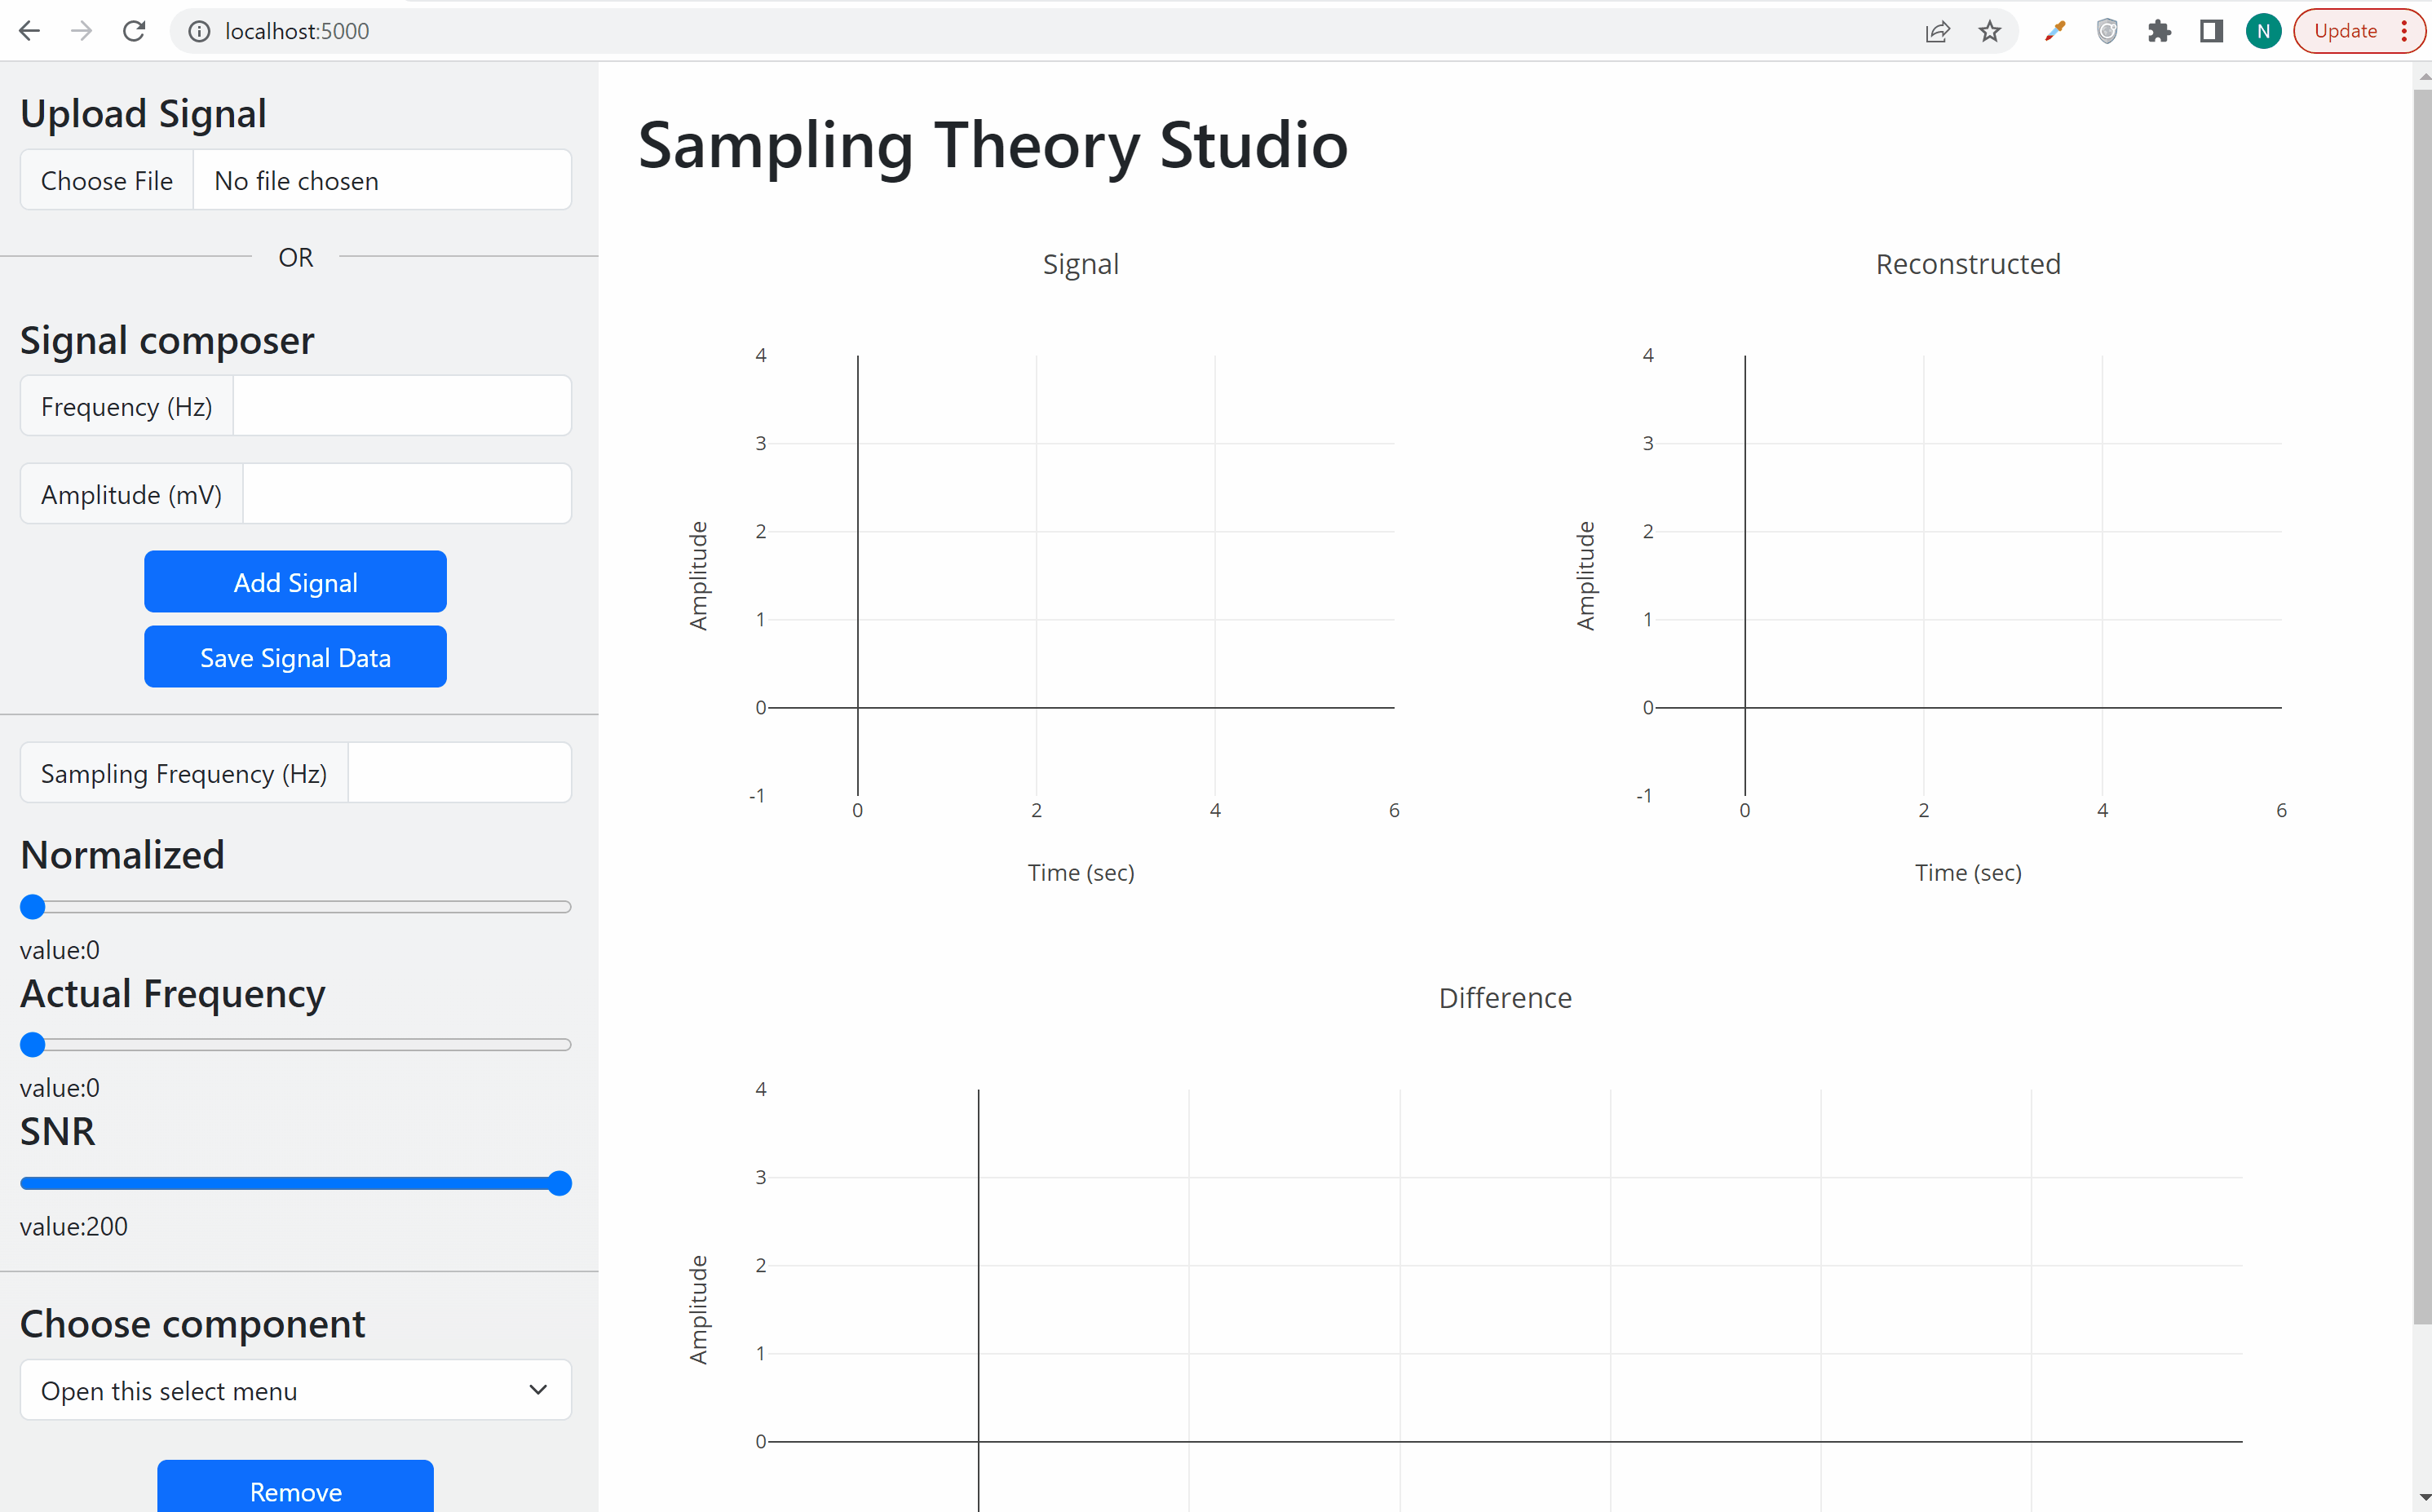 localhost:5000
N
Update
Upload Signal
Choose File
No file chosen
OR
Signal composer
Frequency (Hz)
Amplitude (mV)
Add Signal
Save Signal Data
Sampling Frequency (Hz)
Normalized
value:0
Actual Frequency
value:0
SNR
value:200
Choose component
Open this select menu
Remove
Sampling Theory Studio
Signal
4
3
2
1
0
-1
0 2 4 6
Amplitude
Time (sec)
Reconstructed
4
3
2
1
0
-1
0 2 4 6
Amplitude
Time (sec)
Difference
4
3
2
1
0
Amplitude